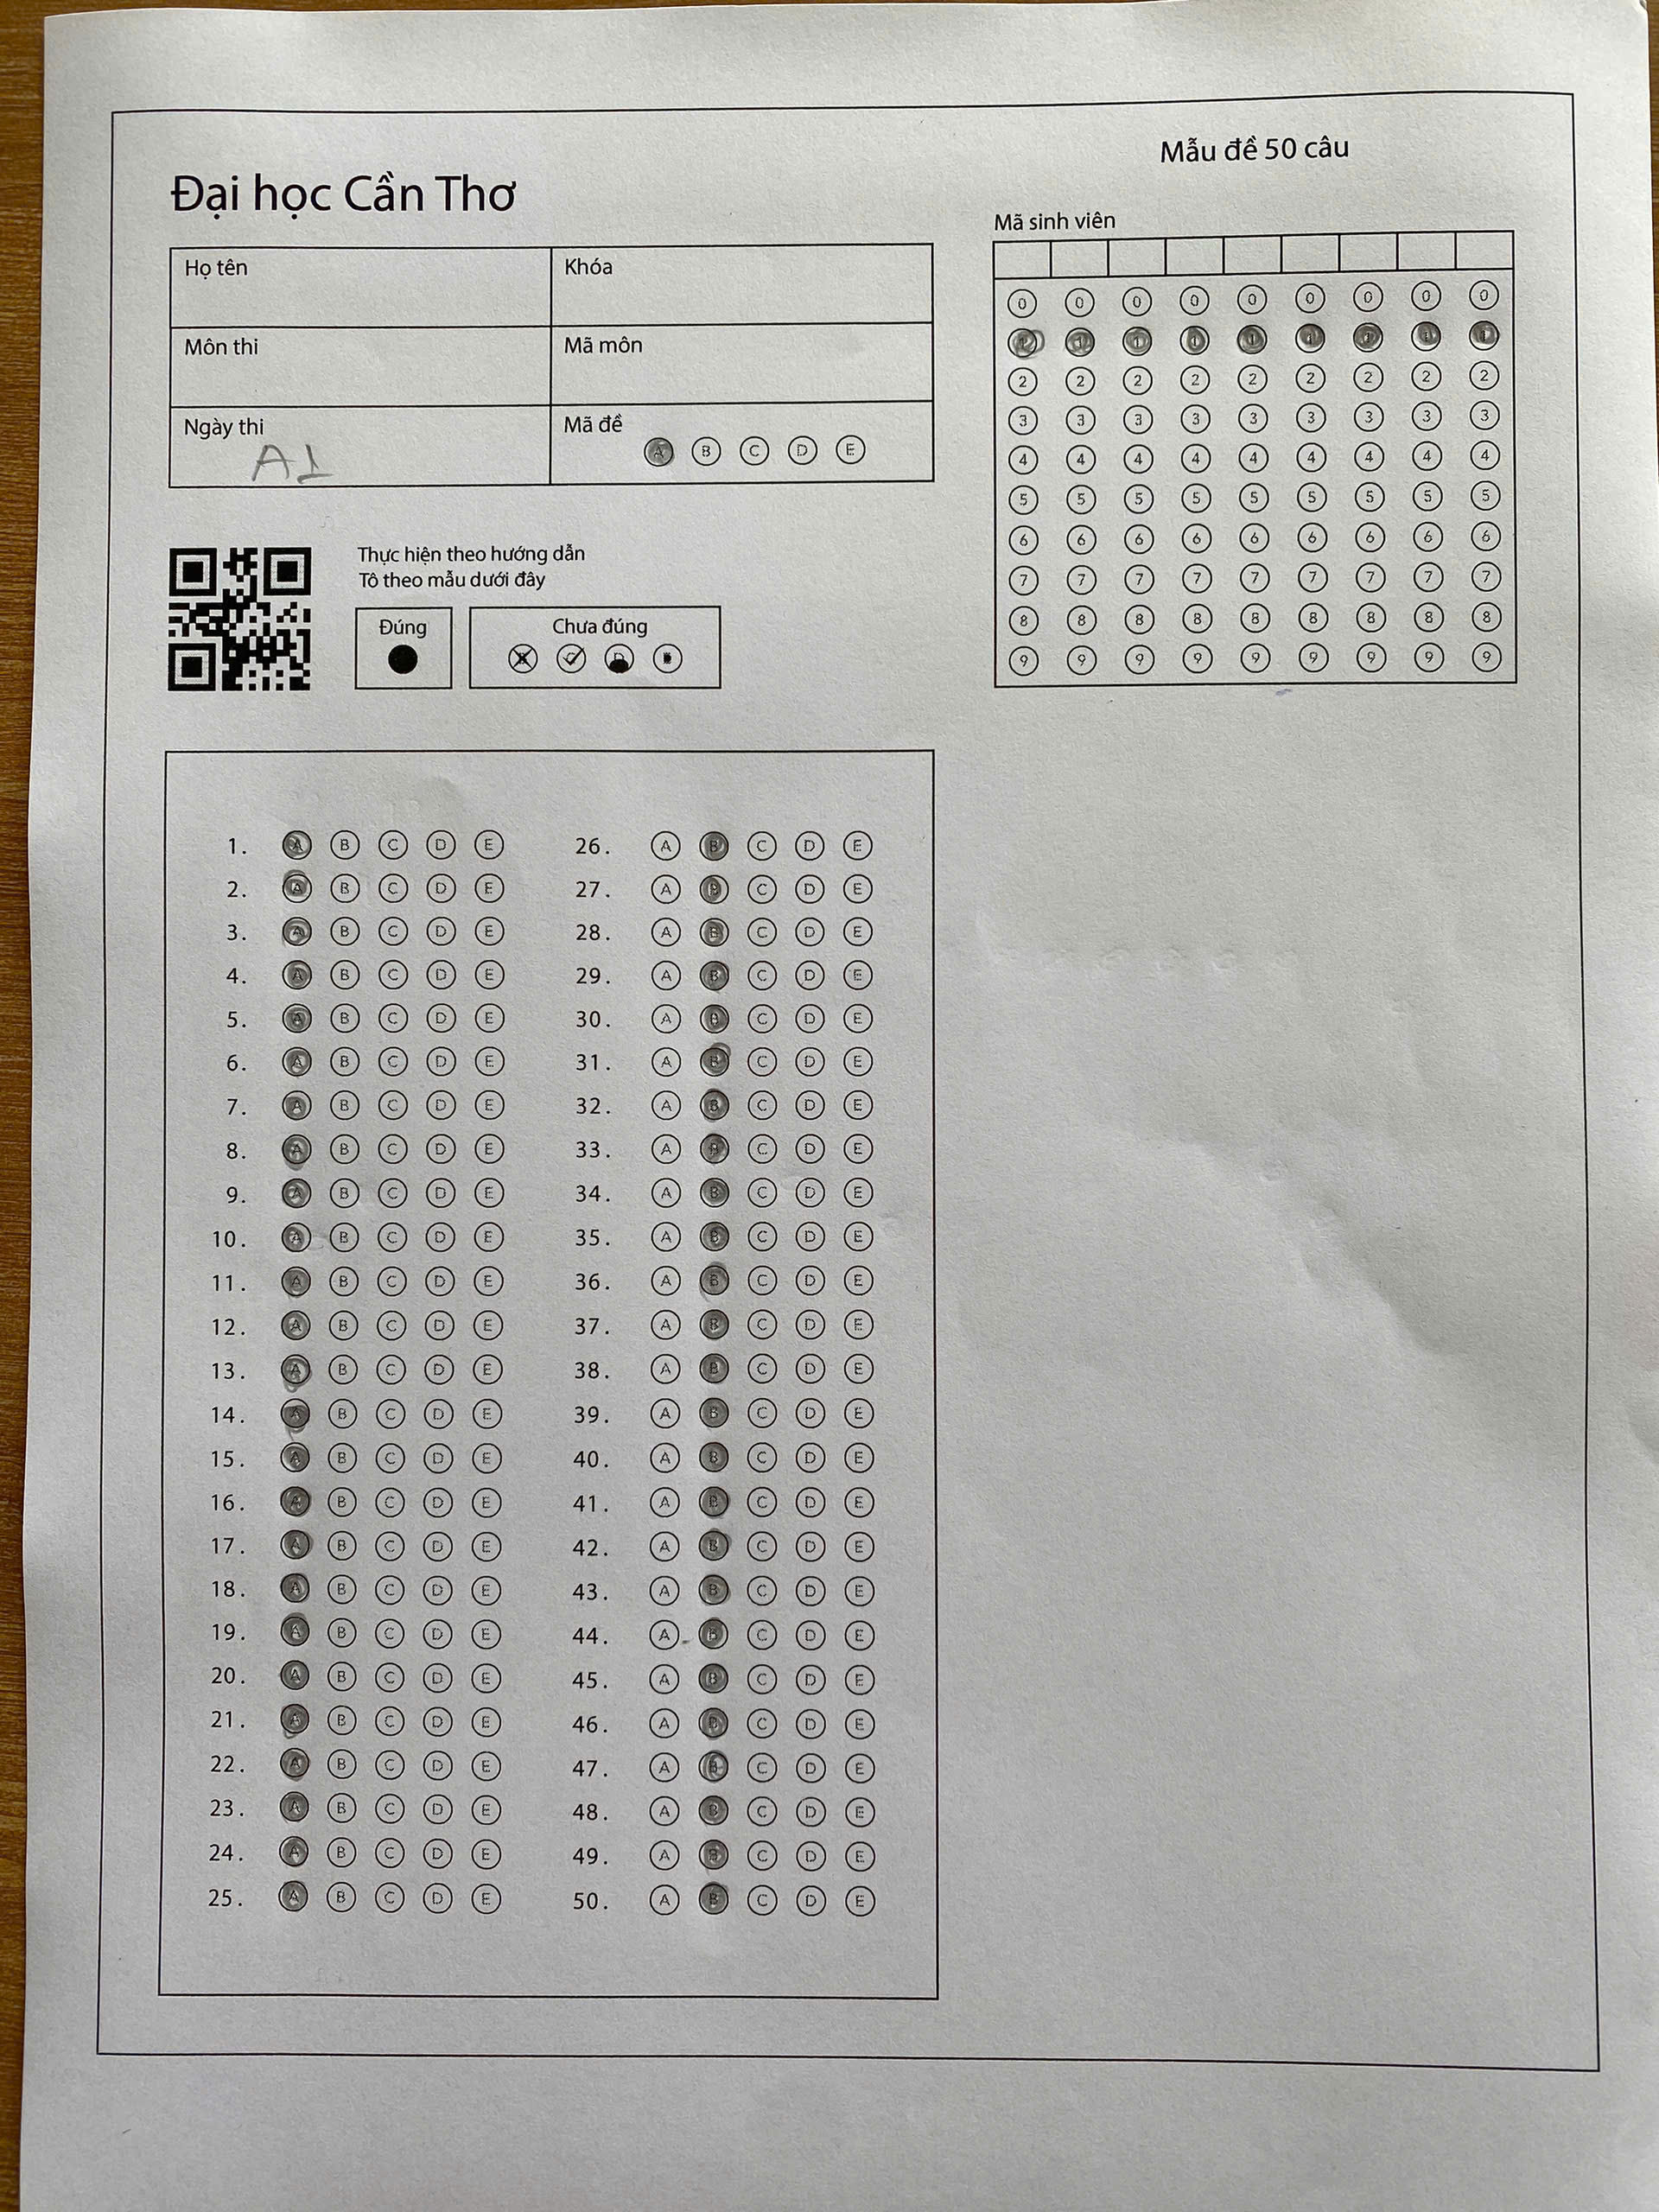 Mẫu đề 50 câu
Đại học Cần Thơ
Mã sinh viên
Họ tên
Khóa
Môn thi
Mã môn
Ngày thi
A1
Mã đề
A B C D E
0 0 0 0 0 0 0 0 0
1 1 1 1 1 1 1 1 1
2 2 2 2 2 2 2 2 2
3 3 3 3 3 3 3 3 3
4 4 4 4 4 4 4 4 4
5 5 5 5 5 5 5 5 5
6 6 6 6 6 6 6 6 6
7 7 7 7 7 7 7 7 7
8 8 8 8 8 8 8 8 8
9 9 9 9 9 9 9 9 9
Thực hiện theo hướng dẫn
Tô theo mẫu dưới đây
Đúng
Chưa đúng
1. A B C D E 26. A B C D E
2. A B C D E 27. A B C D E
3. A B C D E 28. A B C D E
4. A B C D E 29. A B C D E
5. A B C D E 30. A B C D E
6. A B C D E 31. A B C D E
7. A B C D E 32. A B C D E
8. A B C D E 33. A B C D E
9. A B C D E 34. A B C D E
10. A B C D E 35. A B C D E
11. A B C D E 36. A B C D E
12. A B C D E 37. A B C D E
13. A B C D E 38. A B C D E
14. A B C D E 39. A B C D E
15. A B C D E 40. A B C D E
16. A B C D E 41. A B C D E
17. A B C D E 42. A B C D E
18. A B C D E 43. A B C D E
19. A B C D E 44. A B C D E
20. A B C D E 45. A B C D E
21. A B C D E 46. A B C D E
22. A B C D E 47. A B C D E
23. A B C D E 48. A B C D E
24. A B C D E 49. A B C D E
25. A B C D E 50. A B C D E